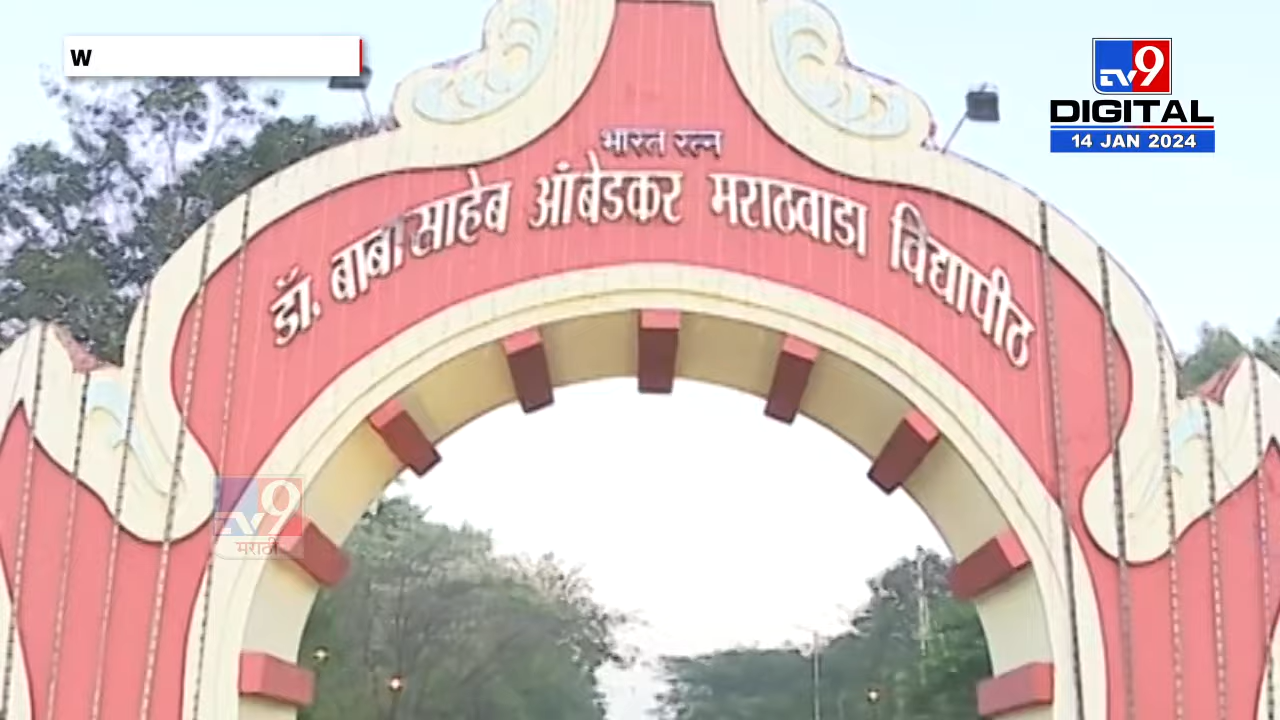 W
TV9
DIGITAL
14 JAN 2024
भारत रत्न
डॉ. बाबासाहेब आंबेडकर मराठवाडा विद्यापीठ
TV9
मराठी